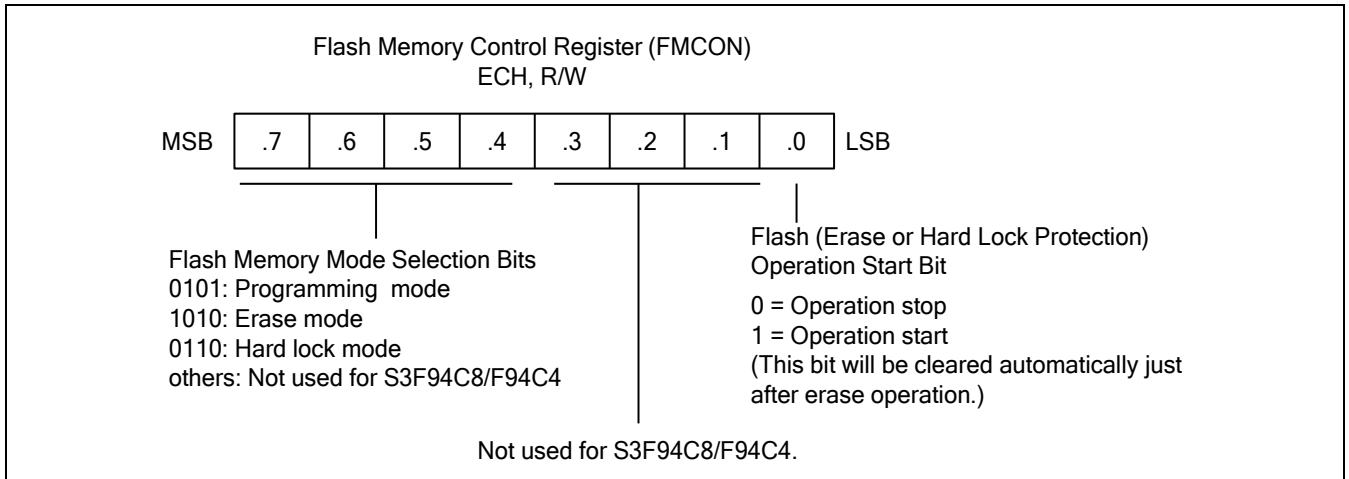 Flash Memory Control Register (FMCON)
ECH, R/W
MSB .7 .6 .5 .4 .3 .2 .1 .0 LSB
Flash Memory Mode Selection Bits
0101: Programming mode
1010: Erase mode
0110: Hard lock mode
others: Not used for S3F94C8/F94C4
Flash (Erase or Hard Lock Protection)
Operation Start Bit
0 = Operation stop
1 = Operation start
(This bit will be cleared automatically just
after erase operation.)
Not used for S3F94C8/F94C4.